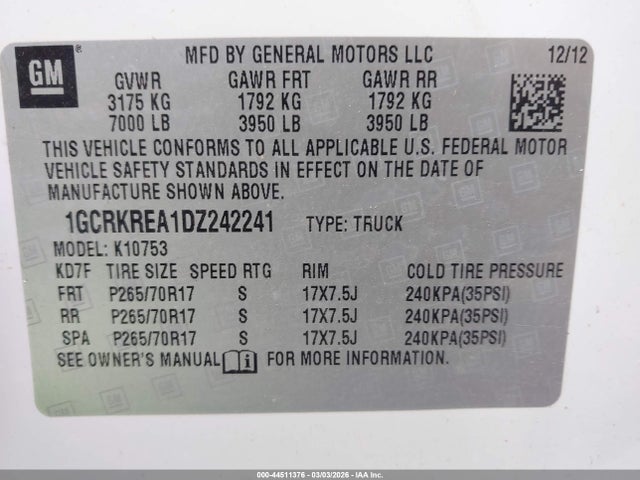 GM
MFD BY GENERAL MOTORS LLC 12/12
GVWR GAWR FRT GAWR RR
3175 KG 1792 KG 1792 KG
7000 LB 3950 LB 3950 LB
THIS VEHICLE CONFORMS TO ALL APPLICABLE U.S. FEDERAL MOTOR
VEHICLE SAFETY STANDARDS IN EFFECT ON THE DATE OF
MANUFACTURE SHOWN ABOVE.
1GCRKREA1DZ242241 TYPE: TRUCK
MODEL: K10753
KD7F TIRE SIZE SPEED RTG RIM COLD TIRE PRESSURE
FRT P265/70R17 S 17X7.5J 240KPA(35PSI)
RR P265/70R17 S 17X7.5J 240KPA(35PSI)
SPA P265/70R17 S 17X7.5J 240KPA(35PSI)
SEE OWNER'S MANUAL i FOR MORE INFORMATION.
000-44511376 - 03/03/2026 - IAAI.COM